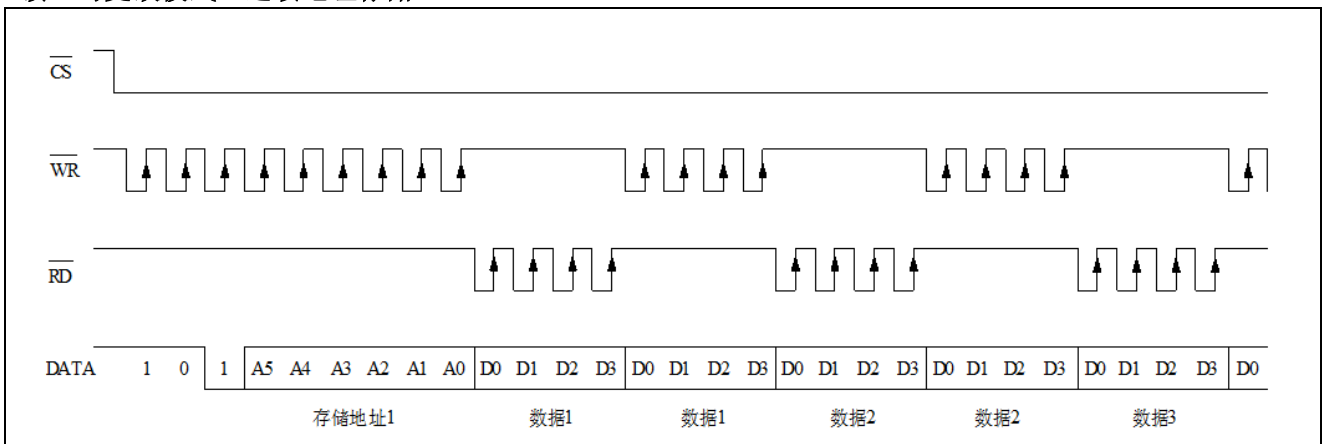 CS
WR
RD
DATA 1 0 1 A5 A4 A3 A2 A1 A0 D0 D1 D2 D3 D0 D1 D2 D3 D0 D1 D2 D3 D0 D1 D2 D3 D0 D1 D2 D3 D0
存储地址1 数据1 数据1 数据2 数据2 数据3